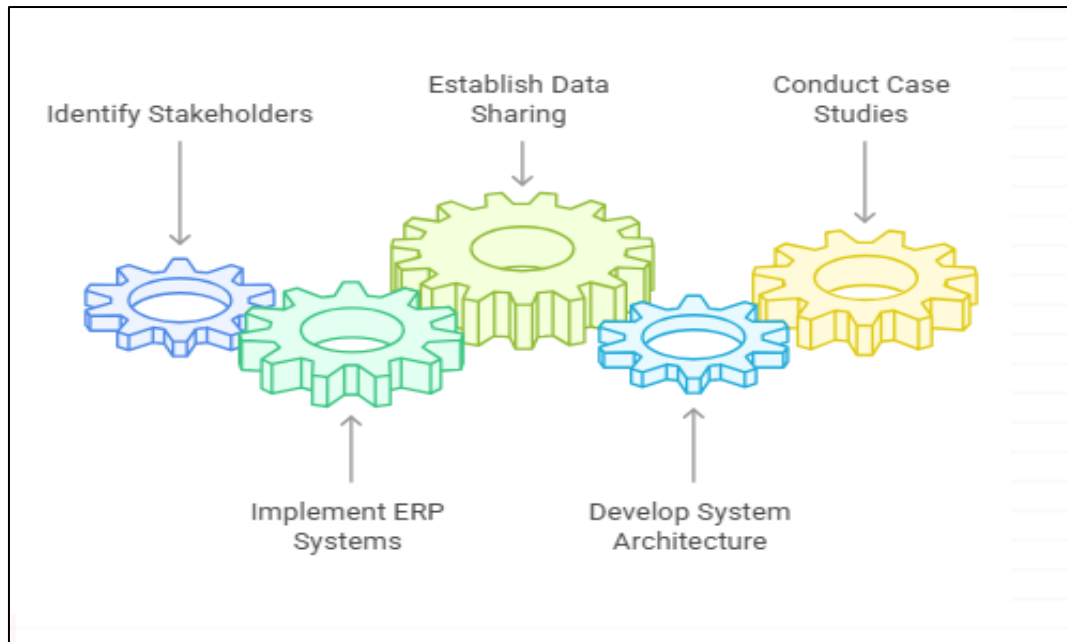 Identify Stakeholders
Establish Data
Sharing
Conduct Case
Studies
Implement ERP
Systems
Develop System
Architecture